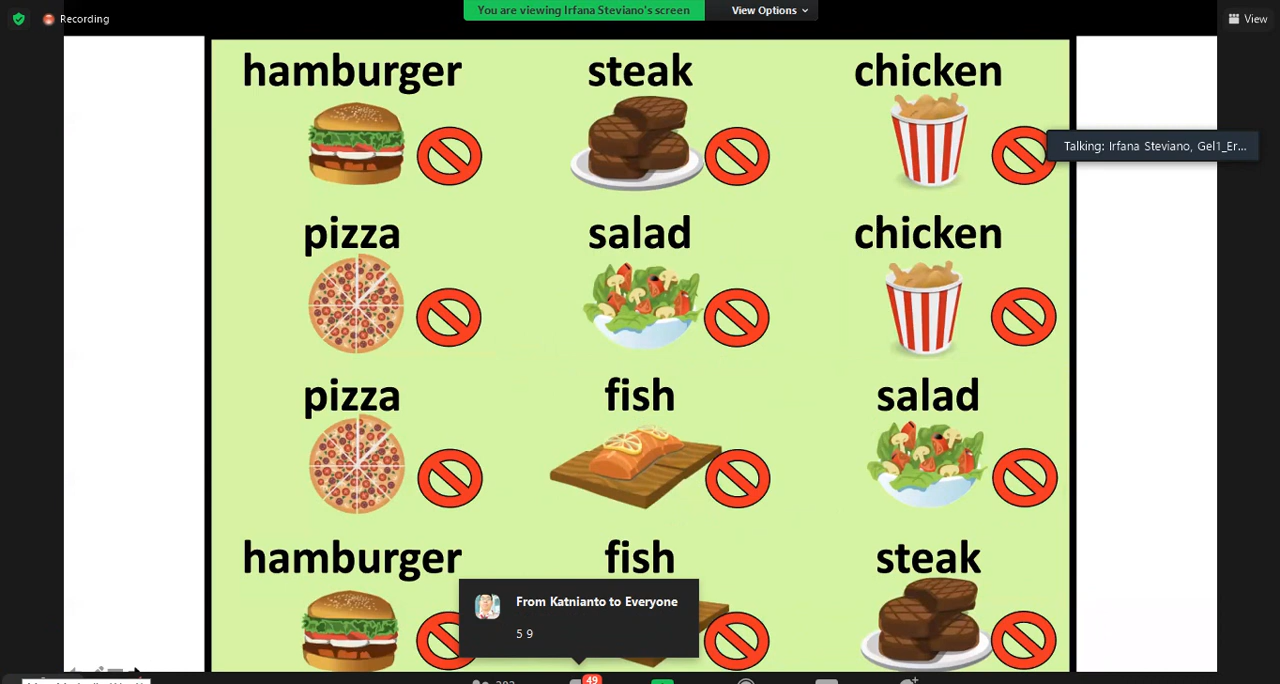 Recording
You are viewing Irfana Steviano's screen
View Options
View
hamburger steak chicken
Talking: Irfana Steviano, Gel1_Er...
pizza salad chicken
pizza fish salad
hamburger fish steak
From Katnianto to Everyone
5 9
49